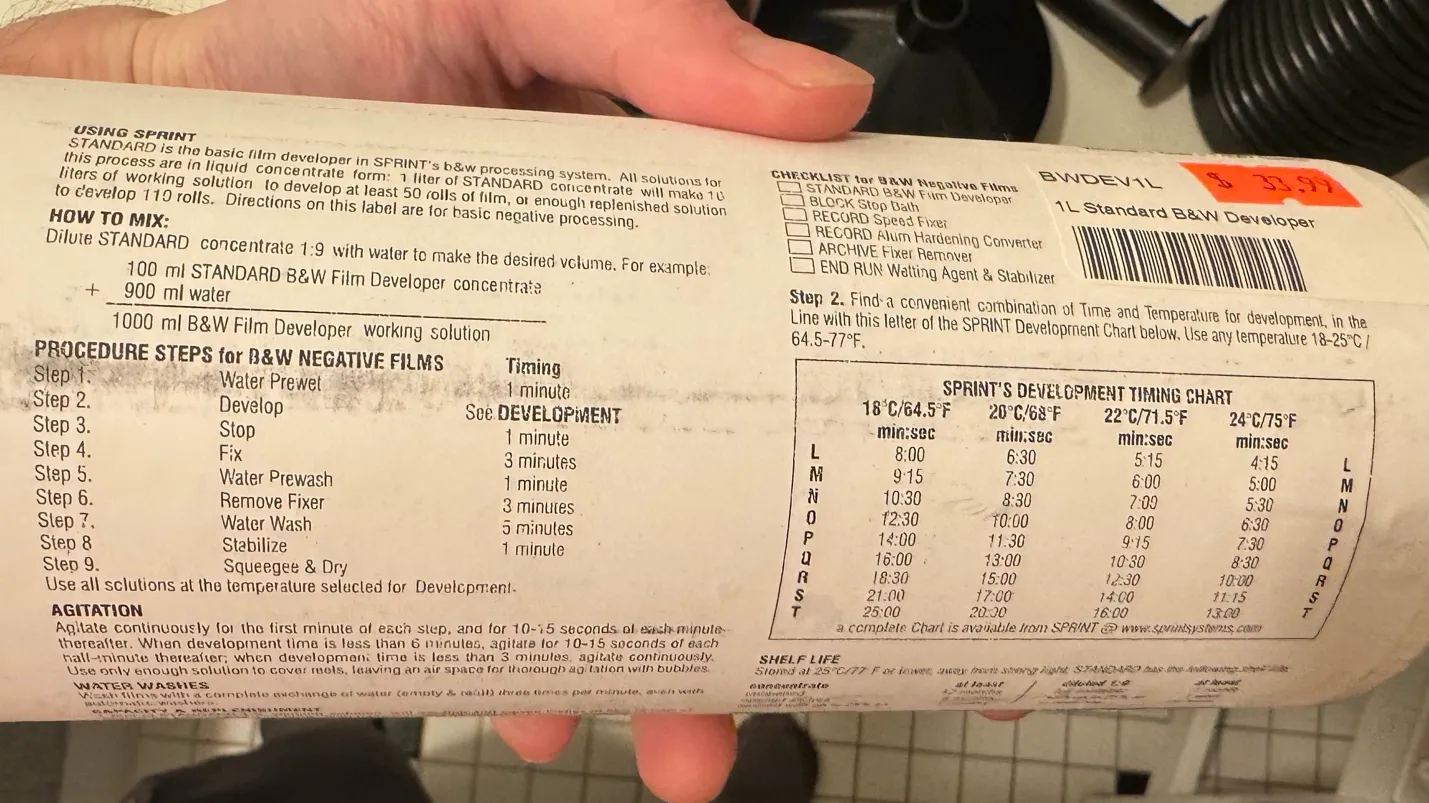 USING SPRINT
STANDARD is the basic film developer in SPRINT's b&w processing system. All solutions for
this process are in liquid concentrate form: 1 liter of STANDARD concentrate will make 10
liters of working solution to develop at least 50 rolls of film, or enough replenished solution
to develop 110 rolls. Directions on this label are for basic negative processing.
HOW TO MIX:
Dilute STANDARD concentrate 1:9 with water to make the desired volume. For example:
100 ml STANDARD B&W Film Developer concentrate
+ 900 ml water
1000 ml B&W Film Developer working solution
PROCEDURE STEPS for B&W NEGATIVE FILMS Timing
Step 1. Water Prewet 1 minute
Step 2. Develop See DEVELOPMENT
Step 3. Stop 1 minute
Step 4. Fix 3 minutes
Step 5. Water Prewash 1 minute
Step 6. Remove Fixer 3 minutes
Step 7. Water Wash 5 minutes
Step 8 Stabilize 1 minute
Step 9. Squeegee & Dry
Use all solutions at the temperature selected for Development.
AGITATION
Agitate continuously for the first minute of each step, and for 10-15 seconds of each minute
thereafter. When development time is less than 6 minutes, agitate for 10-15 seconds of each
half-minute thereafter; when development time is less than 3 minutes, agitate continuously.
Use only enough solution to cover reels, leaving an air space for thorough agitation with bubbles.
WATER WASHES
Wash films with a complete exchange of water (empty & refill) three times per minute, even with
automatic washers.
CAPACITY & REPLENISHMENT
CHECKLIST for B&W Negative Films
STANDARD B&W Film Developer
BLOCK Stop Bath
RECORD Speed Fixer
RECORD Alum Hardening Converter
ARCHIVE Fixer Remover
END RUN Wetting Agent & Stabilizer
BWDEV1L
$ 33.99
1L Standard B&W Developer
Step 2. Find a convenient combination of Time and Temperature for development, in the
Line with this letter of the SPRINT Development Chart below. Use any temperature 18-25°C /
64.5-77°F.
SPRINT'S DEVELOPMENT TIMING CHART
18°C/64.5°F 20°C/68°F 22°C/71.5°F 24°C/75°F
min:sec min:sec min:sec min:sec
L 8:00 6:30 5:15 4:15 L
M 9:15 7:30 6:00 5:00 M
N 10:30 8:30 7:00 5:30 N
O 12:30 10:00 8:00 6:30 O
P 14:00 11:30 9:15 7:30 P
Q 16:00 13:00 10:30 8:30 Q
R 18:30 15:00 12:30 10:00 R
S 21:00 17:00 14:00 11:15 S
T 25:00 20:00 16:00 13:00 T
a complete Chart is available from SPRINT @ www.sprintsystems.com
SHELF LIFE
Stored at 25°C/77 F or lower, away from strong light, STANDARD has the following shelf life:
concentrate at least diluted 1:9 at least